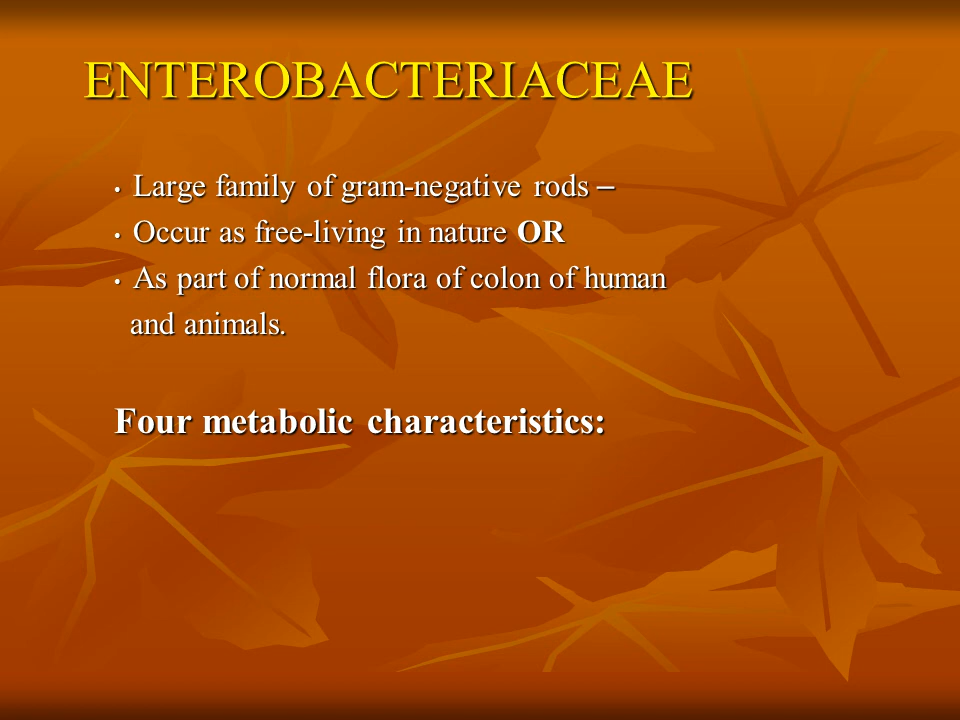 ENTEROBACTERIACEAE
• Large family of gram-negative rods –
• Occur as free-living in nature OR
• As part of normal flora of colon of human
and animals.
Four metabolic characteristics: